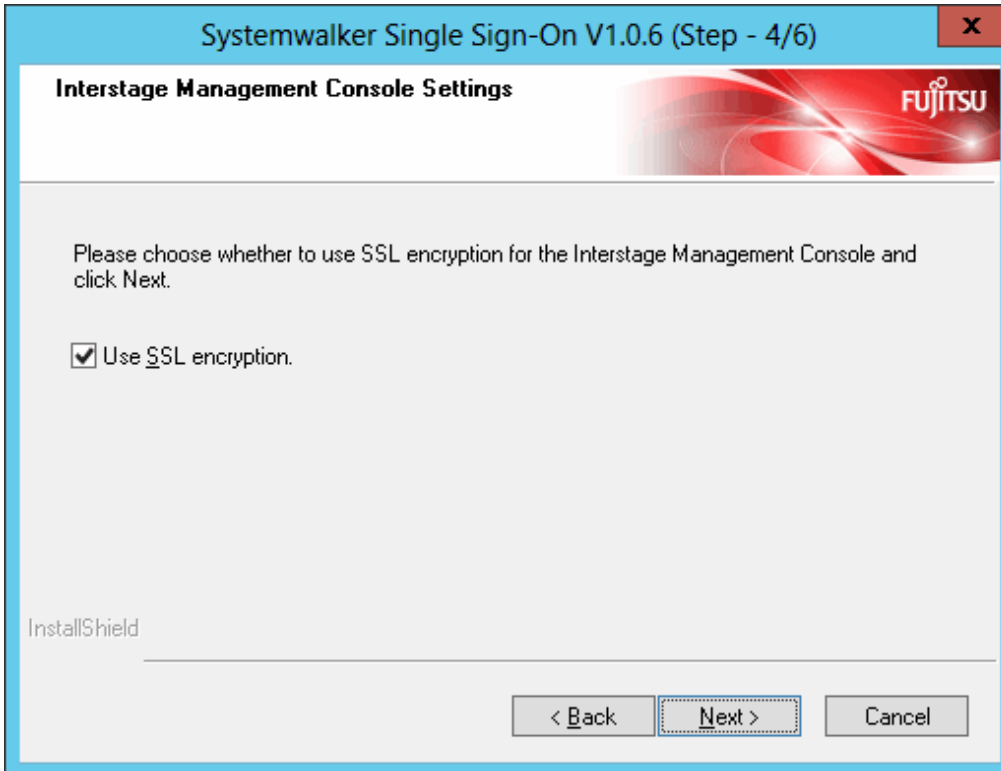 Systemwalker Single Sign-On V1.0.6 (Step - 4/6)
x
Interstage Management Console Settings
FUJITSU
Please choose whether to use SSL encryption for the Interstage Management Console and
click Next.
Use SSL encryption.
InstallShield
< Back
Next >
Cancel